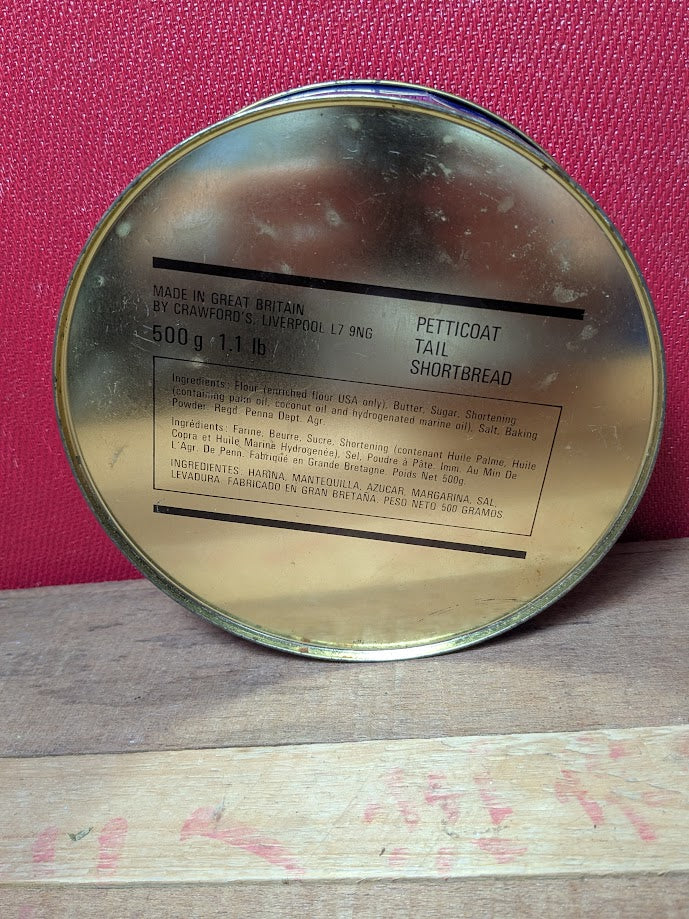 MADE IN GREAT BRITAIN
BY CRAWFORD'S, LIVERPOOL L7 9NG
500 g 1.1 lb
PETTICOAT
TAIL
SHORTBREAD
Ingredients: Flour (enriched flour USA only), Butter, Sugar, Shortening
(containing palm oil, coconut oil and hydrogenated marine oil), Salt, Baking
Powder. Regd. Penna Dept. Agr.
Ingrédients: Farine, Beurre, Sucre, Shortening (contenant Huile Palme, Huile
Copra et Huile Marine Hydrogenée), Sel, Poudre à Pâte. Imm. Au Min De
L'Agr. De Penn. Fabriqué en Grande Bretagne. Poids Net 500g.
INGREDIENTES: HARINA, MANTEQUILLA, AZUCAR, MARGARINA, SAL,
LEVADURA. FABRICADO EN GRAN BRETAÑA. PESO NETO 500 GRAMOS